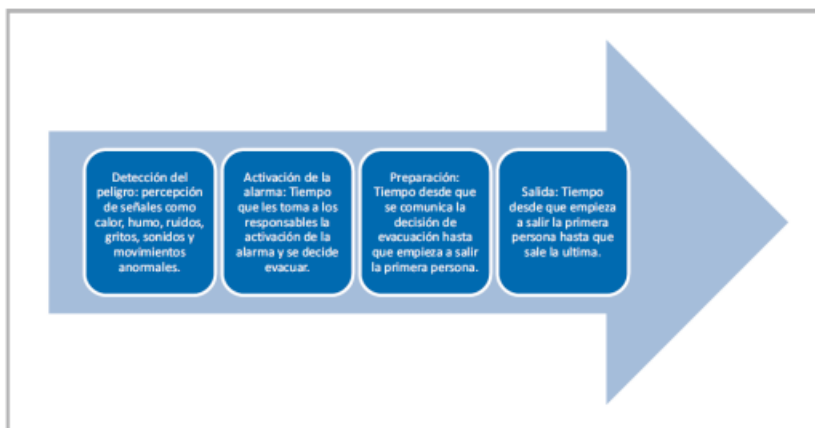 Detección del
peligro: percepción
de señales como
calor, humo, ruidos,
gritos, sonidos y
movimientos
anormales.
Activación de la
alarma: Tiempo
que les toma a los
responsables la
activación de la
alarma y se decide
evacuar.
Preparación:
Tiempo desde que
se comunica la
decisión de
evacuación hasta
que empieza a salir
la primera persona.
Salida: Tiempo
desde que empieza
a salir la primera
persona hasta que
sale la ultima.